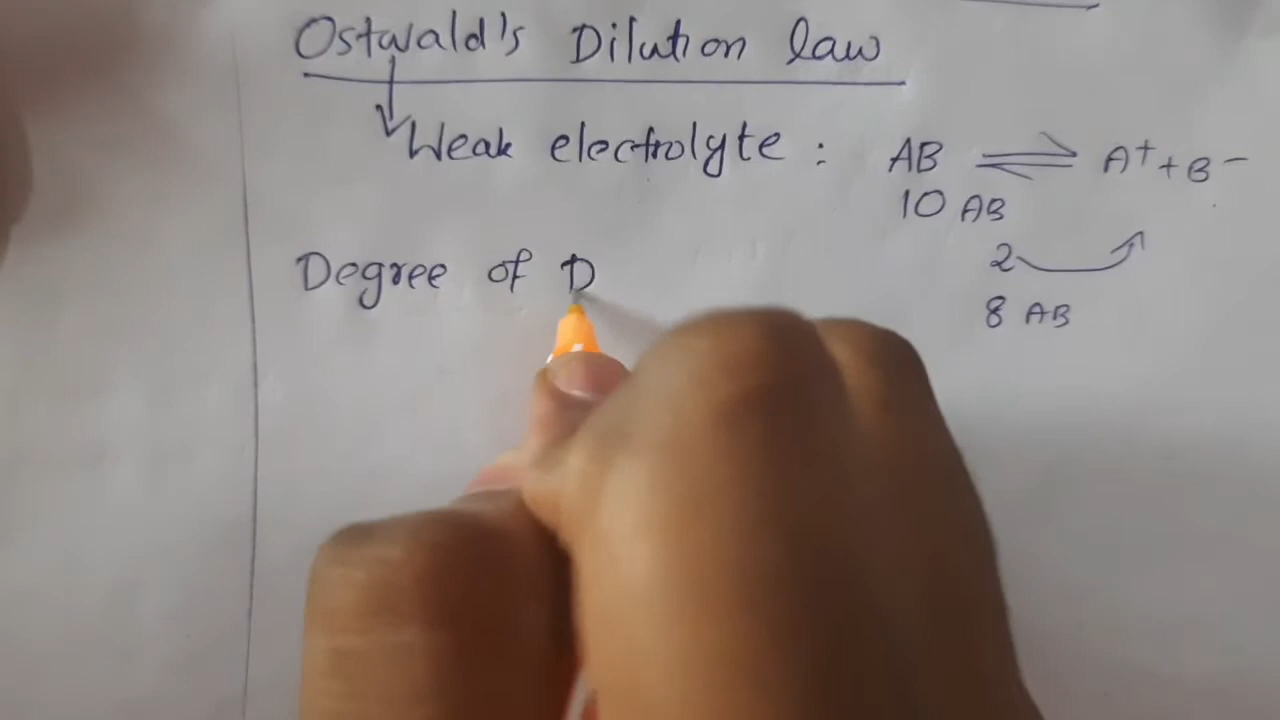 Ostwald's Dilution law
Weak electrolyte : AB ⇌ A⁺ + B⁻
10 AB
2
8 AB
Degree of D